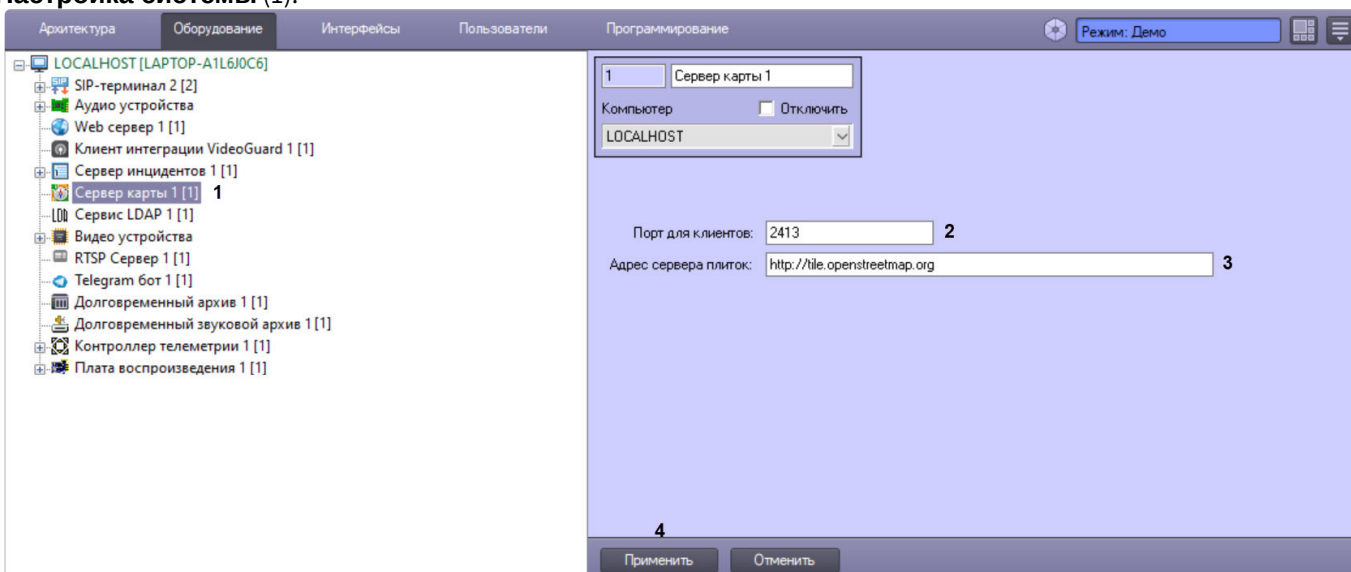 Настройка системы (1).
Архитектура Оборудование Интерфейсы Пользователи Программирование Режим: Демо
LOCALHOST [LAPTOP-A1L6J0C6]
SIP-терминал 2 [2]
Аудио устройства
Web сервер 1 [1]
Клиент интеграции VideoGuard 1 [1]
Сервер инцидентов 1 [1]
Сервер карты 1 [1] 1
LDA Сервис LDAP 1 [1]
Видео устройства
RTSP Сервер 1 [1]
Telegram бот 1 [1]
Долговременный архив 1 [1]
Долговременный звуковой архив 1 [1]
Контроллер телеметрии 1 [1]
Плата воспроизведения 1 [1]
1 Сервер карты 1
Компьютер Отключить
LOCALHOST
Порт для клиентов: 2413 2
Адрес сервера плиток: http://tile.openstreetmap.org 3
4
Применить Отменить